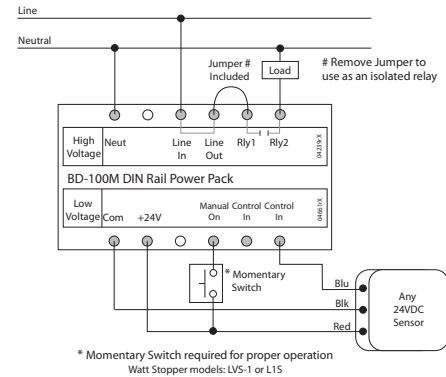 Line
Neutral
Jumper #
Included
Load
# Remove Jumper to
use as an isolated relay
High
Voltage
Neut
Line
In
Line
Out
Rly1
Rly2
04239rX
BD-100M DIN Rail Power Pack
Low
Voltage
Com
+24V
Manual
On
Control
In
Control
In
04661rX
* Momentary
Switch
Blu
Blk
Red
Any
24VDC
Sensor
* Momentary Switch required for proper operation
Watt Stopper models: LVS-1 or L1S